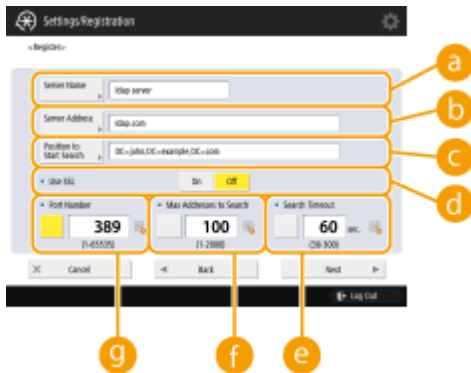 Settings/Registration
<Register>
a
Server Name
ldap server
b
Server Address
ldap.com
c
Position to
Start Search
DC=john,DC=example,DC=com
d
Use SSL
On
Off
Port Number
Max Addresses to Search
Search Timeout
389
100
60
sec.
(1-65535)
(1-2000)
(30-300)
Cancel
Back
Next
Log Out
g
f
e